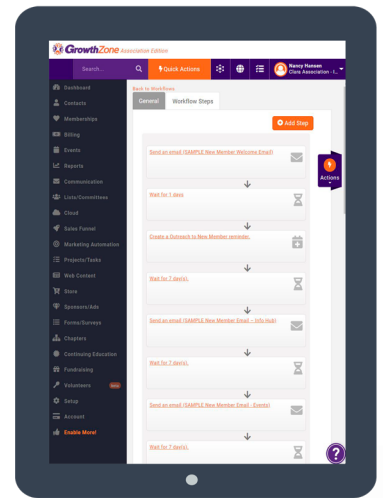 GrowthZone Association Edition
Search...
Quick Actions
Nancy Hansen
Clara Association - I...
Dashboard
Contacts
Memberships
Billing
Events
Reports
Communication
Lists/Committees
Cloud
Sales Funnel
Marketing Automation
Projects/Tasks
Web Content
Store
Sponsors/Ads
Forms/Surveys
Chapters
Continuing Education
Fundraising
Volunteers
Setup
Account
Enable More!
Back to Workflows
General
Workflow Steps
Add Step
Send an email (SAMPLE New Member Welcome Email)
Wait for 1 days
Create a Outreach to New Member reminder.
Wait for 7 day(s).
Send an email (SAMPLE New Member Email – Info Hub)
Wait for 7 day(s).
Send an email (SAMPLE New Member Email - Events)
Wait for 7 day(s).
Actions
?